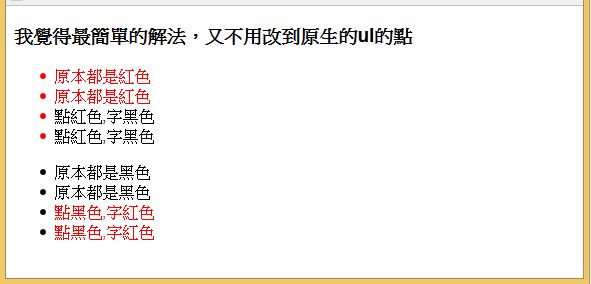 我覺得最簡單的解法，又不用改到原生的ul的點
原本都是紅色
原本都是紅色
點紅色,字黑色
點紅色,字黑色
原本都是黑色
原本都是黑色
點黑色,字紅色
點黑色,字紅色